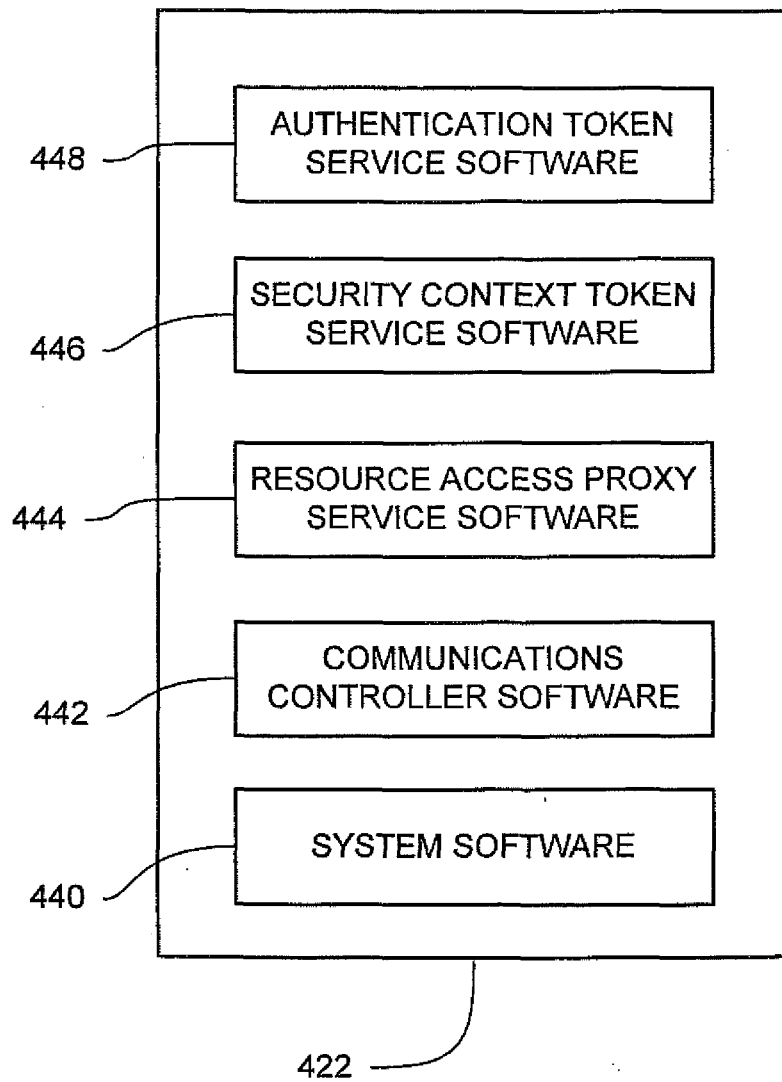 448
AUTHENTICATION TOKEN
SERVICE SOFTWARE
446
SECURITY CONTEXT TOKEN
SERVICE SOFTWARE
444
RESOURCE ACCESS PROXY
SERVICE SOFTWARE
442
COMMUNICATIONS
CONTROLLER SOFTWARE
440
SYSTEM SOFTWARE
422